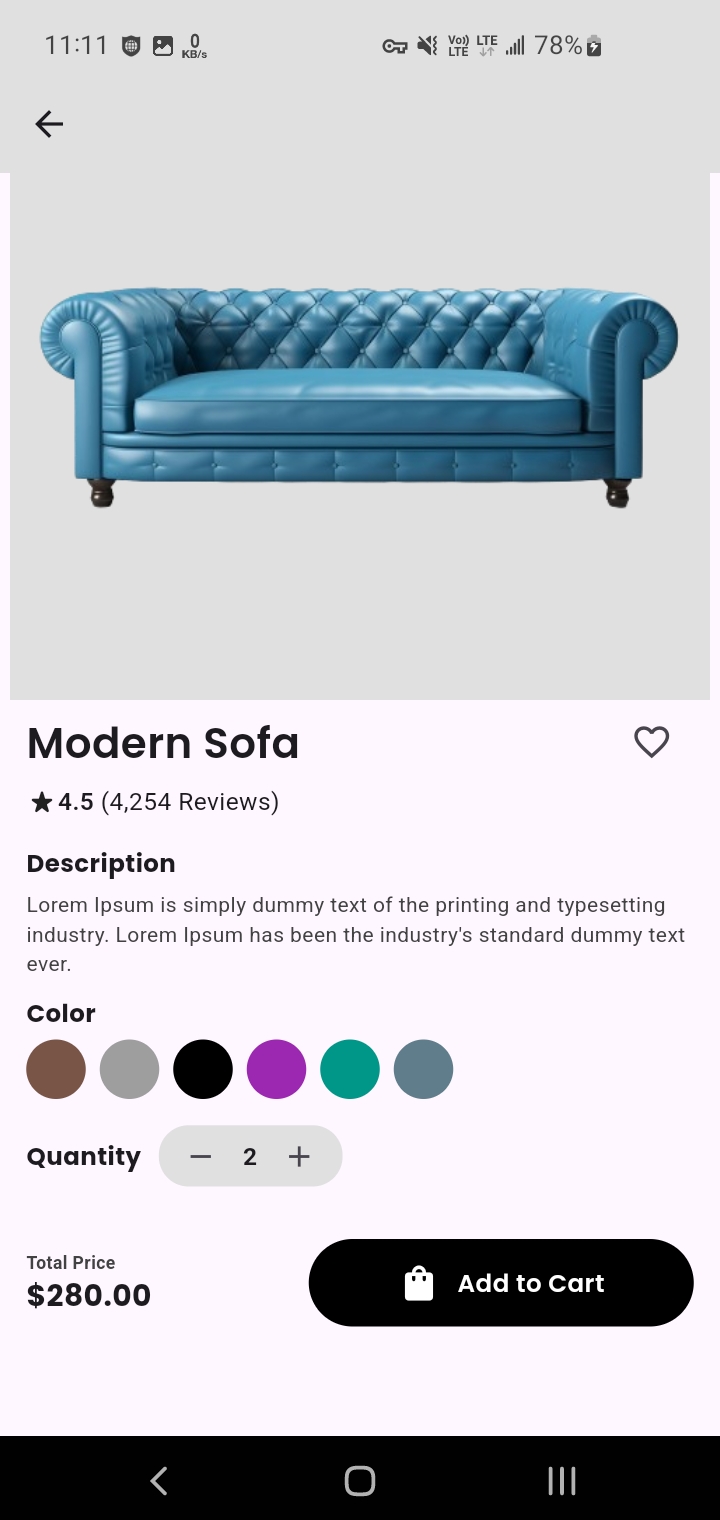 11:11 0 KB/s Vo)) LTE LTE 78%
Modern Sofa
4.5 (4,254 Reviews)
Description
Lorem Ipsum is simply dummy text of the printing and typesetting
industry. Lorem Ipsum has been the industry's standard dummy text
ever.
Color
Quantity 2
Total Price
$280.00
Add to Cart